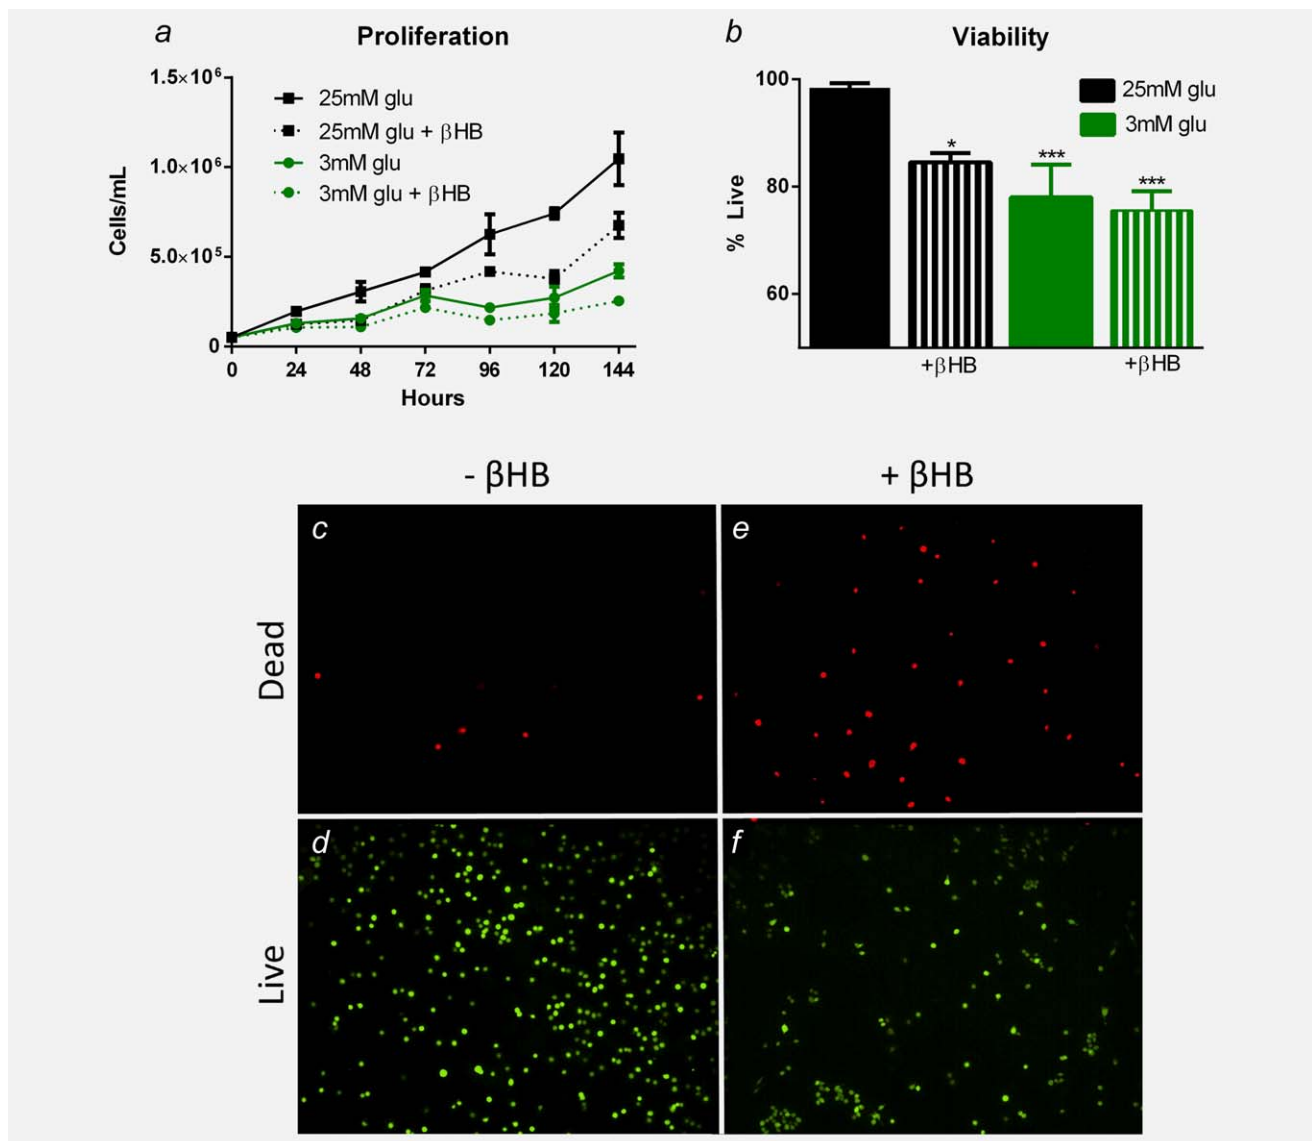 a
Proliferation
1.5×10⁶
1.0×10⁶
5.0×10⁵
0
Cells/mL
25mM glu
25mM glu + βHB
3mM glu
3mM glu + βHB
0 24 48 72 96 120 144
Hours
b
Viability
100
80
60
% Live
25mM glu
3mM glu
*
***
***
+βHB
+βHB
- βHB
+ βHB
Dead
c
e
Live
d
f